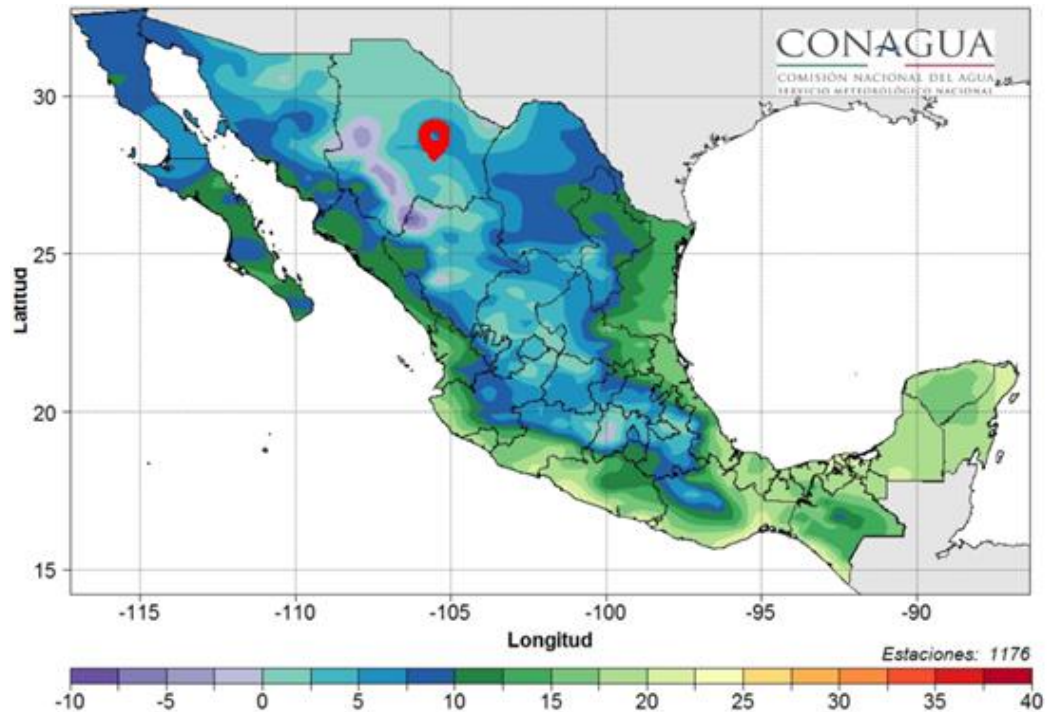 CONAGUA
COMISIÓN NACIONAL DEL AGUA
SERVICIO METEOROLÓGICO NACIONAL
30
25
20
15
Latitud
-115 -110 -105 -100 -95 -90
Longitud
Estaciones: 1176
-10 -5 0 5 10 15 20 25 30 35 40